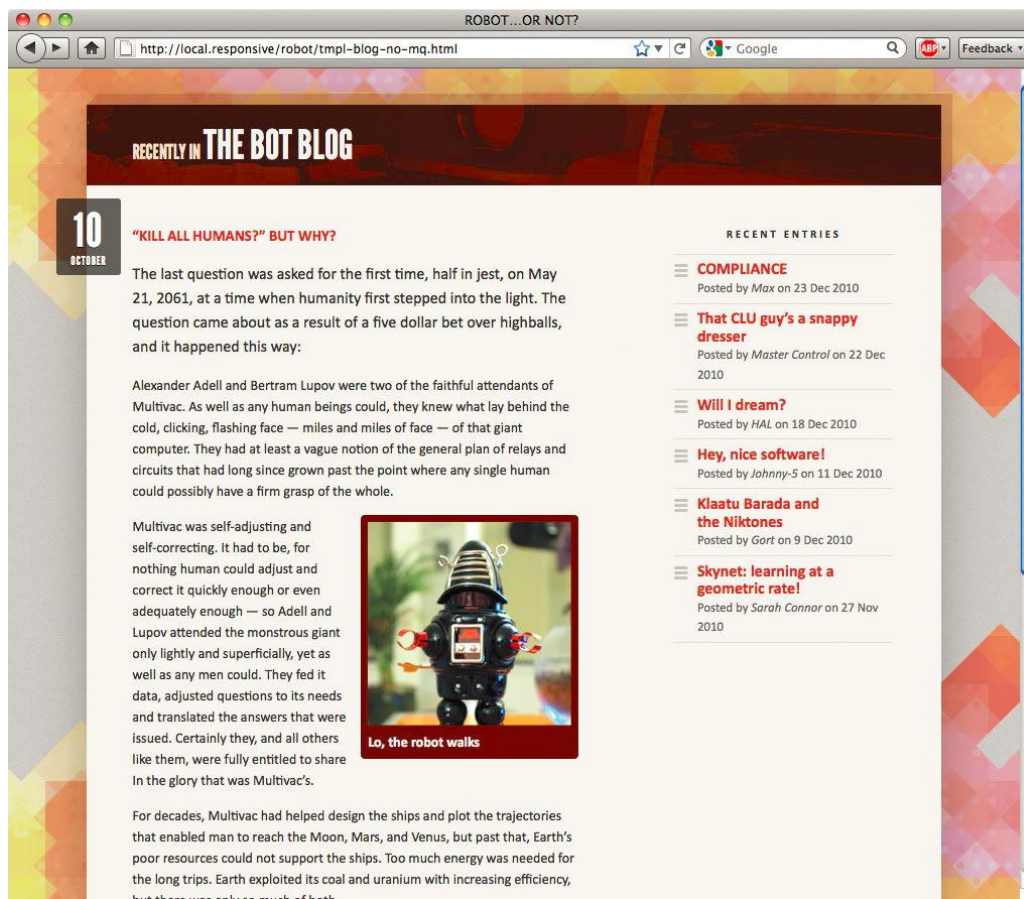 ROBOT...OR NOT?
http://local.responsive/robot/tmpl-blog-no-mq.html
Google
ABP
Feedback
RECENTLY IN THE BOT BLOG
10
OCTOBER
“KILL ALL HUMANS?” BUT WHY?
The last question was asked for the first time, half in jest, on May
21, 2061, at a time when humanity first stepped into the light. The
question came about as a result of a five dollar bet over highballs,
and it happened this way:
Alexander Adell and Bertram Lupov were two of the faithful attendants of
Multivac. As well as any human beings could, they knew what lay behind the
cold, clicking, flashing face — miles and miles of face — of that giant
computer. They had at least a vague notion of the general plan of relays and
circuits that had long since grown past the point where any single human
could possibly have a firm grasp of the whole.
Multivac was self-adjusting and
self-correcting. It had to be, for
nothing human could adjust and
correct it quickly enough or even
adequately enough — so Adell and
Lupov attended the monstrous giant
only lightly and superficially, yet as
well as any men could. They fed it
data, adjusted questions to its needs
and translated the answers that were
issued. Certainly they, and all others
like them, were fully entitled to share
In the glory that was Multivac’s.
Lo, the robot walks
For decades, Multivac had helped design the ships and plot the trajectories
that enabled man to reach the Moon, Mars, and Venus, but past that, Earth’s
poor resources could not support the ships. Too much energy was needed for
the long trips. Earth exploited its coal and uranium with increasing efficiency,
but there was only so much of both.
RECENT ENTRIES
COMPLIANCE
Posted by Max on 23 Dec 2010
That CLU guy’s a snappy
dresser
Posted by Master Control on 22 Dec
2010
Will I dream?
Posted by HAL on 18 Dec 2010
Hey, nice software!
Posted by Johnny-5 on 11 Dec 2010
Klaatu Barada and
the Niktones
Posted by Gort on 9 Dec 2010
Skynet: learning at a
geometric rate!
Posted by Sarah Connor on 27 Nov
2010